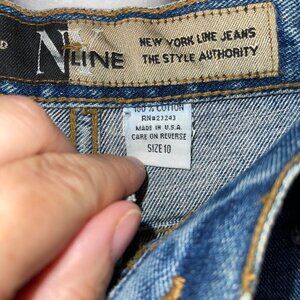 NY
LINE
NEW YORK LINE JEANS
THE STYLE AUTHORITY
100% COTTON
RN#23243
MADE IN U.S.A.
CARE ON REVERSE
SIZE 10